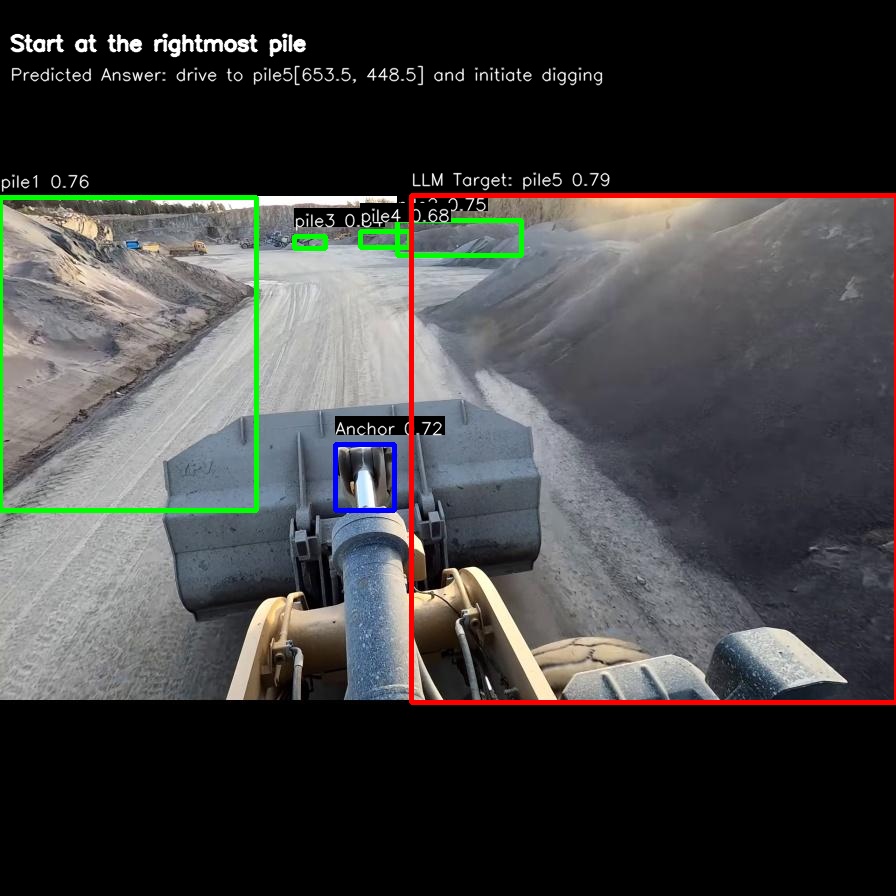 Start at the rightmost pile
Predicted Answer: drive to pile5[653.5, 448.5] and initiate digging
LLM Target: pile5 0.79
pile1 0.76
0.75
pile3
pile4 0.68
Anchor 0.72